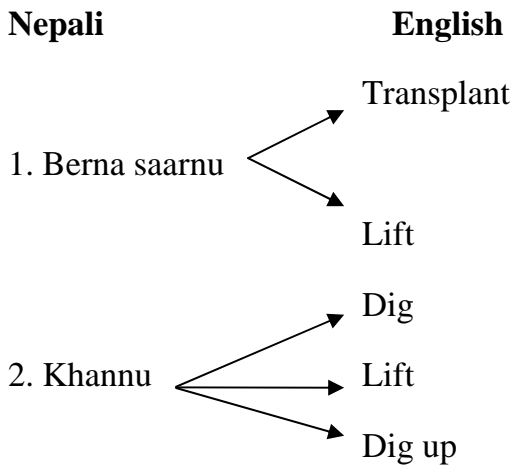 Nepali English
Transplant
1. Berna saarnu
Lift
Dig
2. Khannu Lift
Dig up